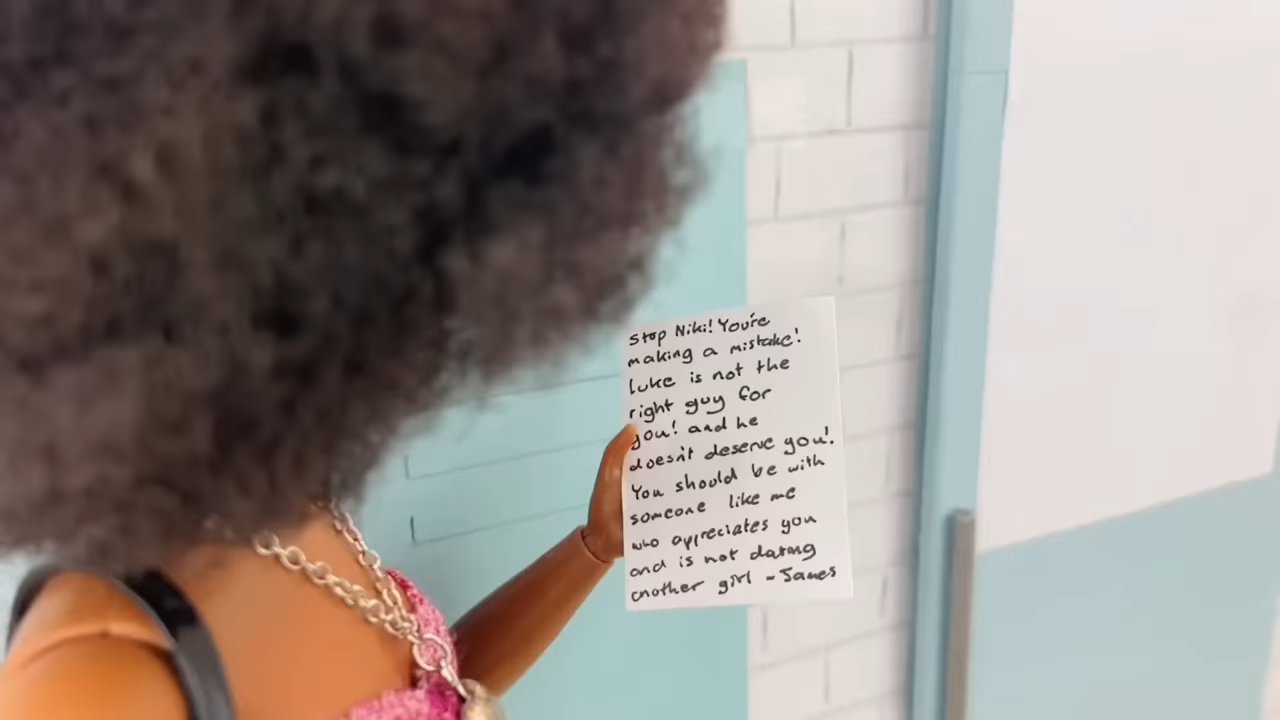 Stop Niki! You're
making a mistake!
luke is not the
right guy for
you! and he
doesn't deserve you!
You should be with
someone like me
who appreciates you
and is not dating
another girl - James